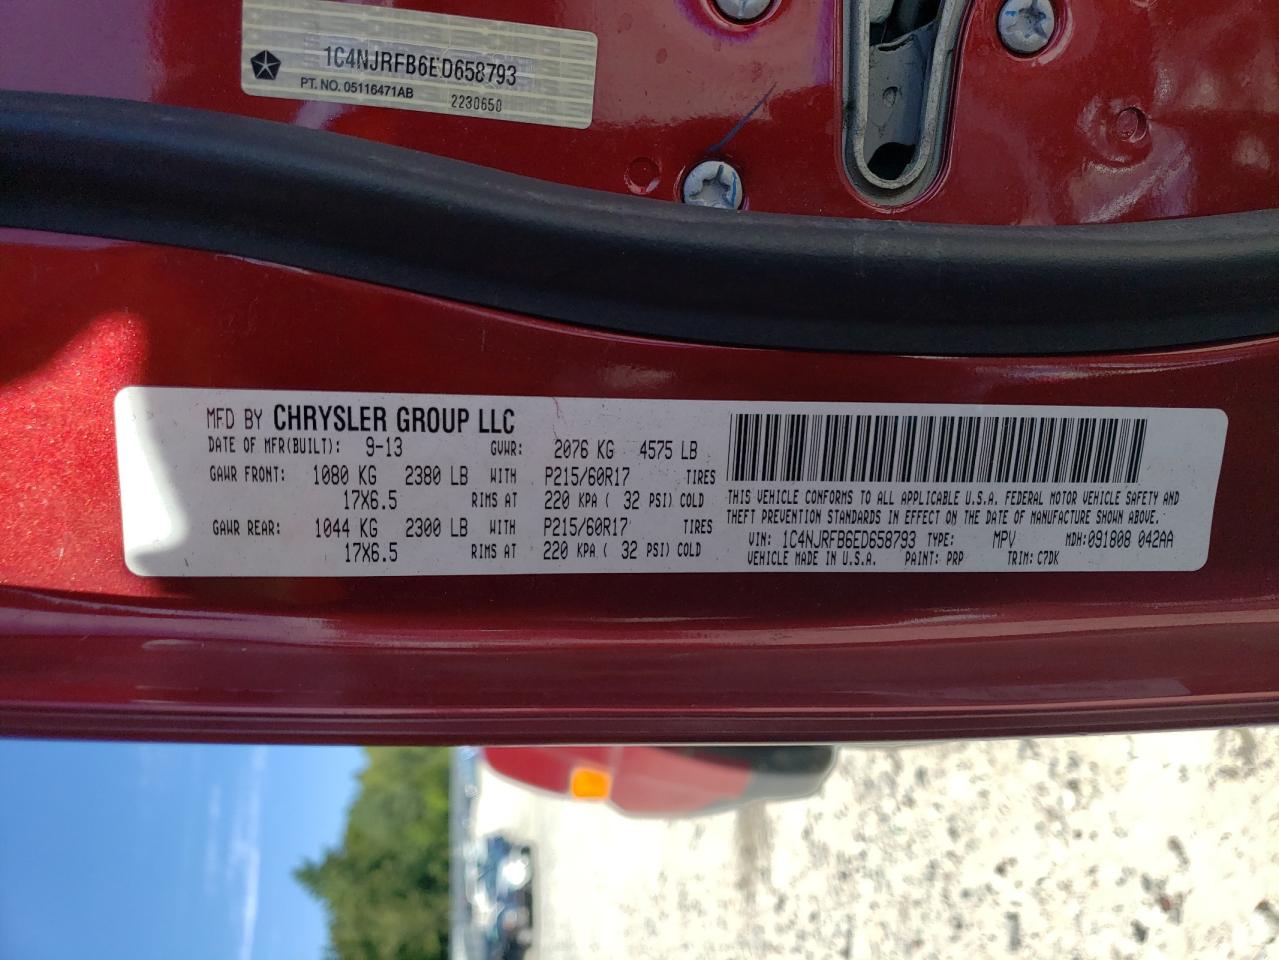 1C4NJRFB6ED658793
PT. NO. 05116471AB 2230650
MFD BY CHRYSLER GROUP LLC
DATE OF MFR(BUILT): 9-13 GVWR: 2076 KG 4575 LB
GAWR FRONT: 1080 KG 2380 LB WITH P215/60R17 TIRES
17X6.5 RIMS AT 220 KPA ( 32 PSI) COLD
GAWR REAR: 1044 KG 2300 LB WITH P215/60R17 TIRES
17X6.5 RIMS AT 220 KPA ( 32 PSI) COLD
THIS VEHICLE CONFORMS TO ALL APPLICABLE U.S.A. FEDERAL MOTOR VEHICLE SAFETY AND
THEFT PREVENTION STANDARDS IN EFFECT ON THE DATE OF MANUFACTURE SHOWN ABOVE.
VIN: 1C4NJRFB6ED658793 TYPE: MPV MDH:091808 042AA
VEHICLE MADE IN U.S.A. PAINT: PRP TRIM: C7DK